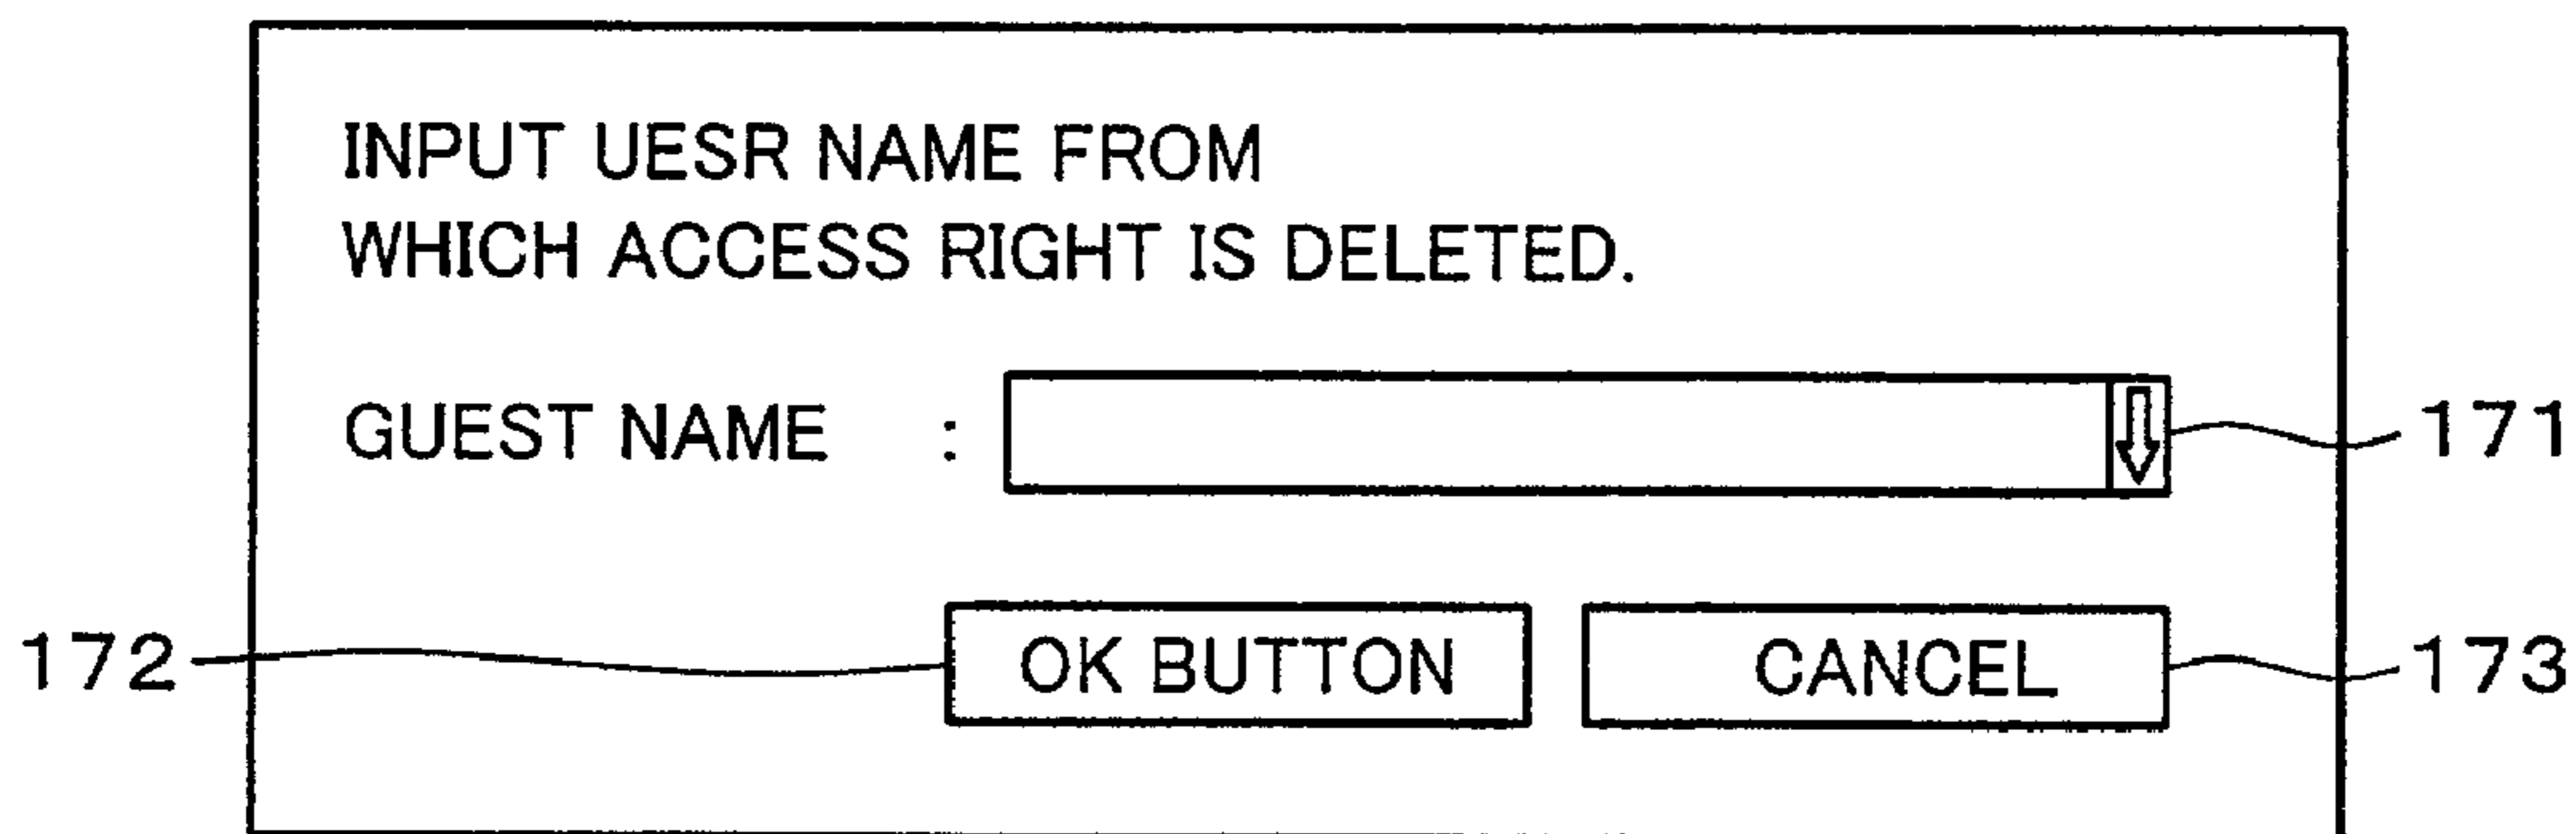 INPUT UESR NAME FROM
WHICH ACCESS RIGHT IS DELETED.
GUEST NAME : 171
172 OK BUTTON CANCEL 173